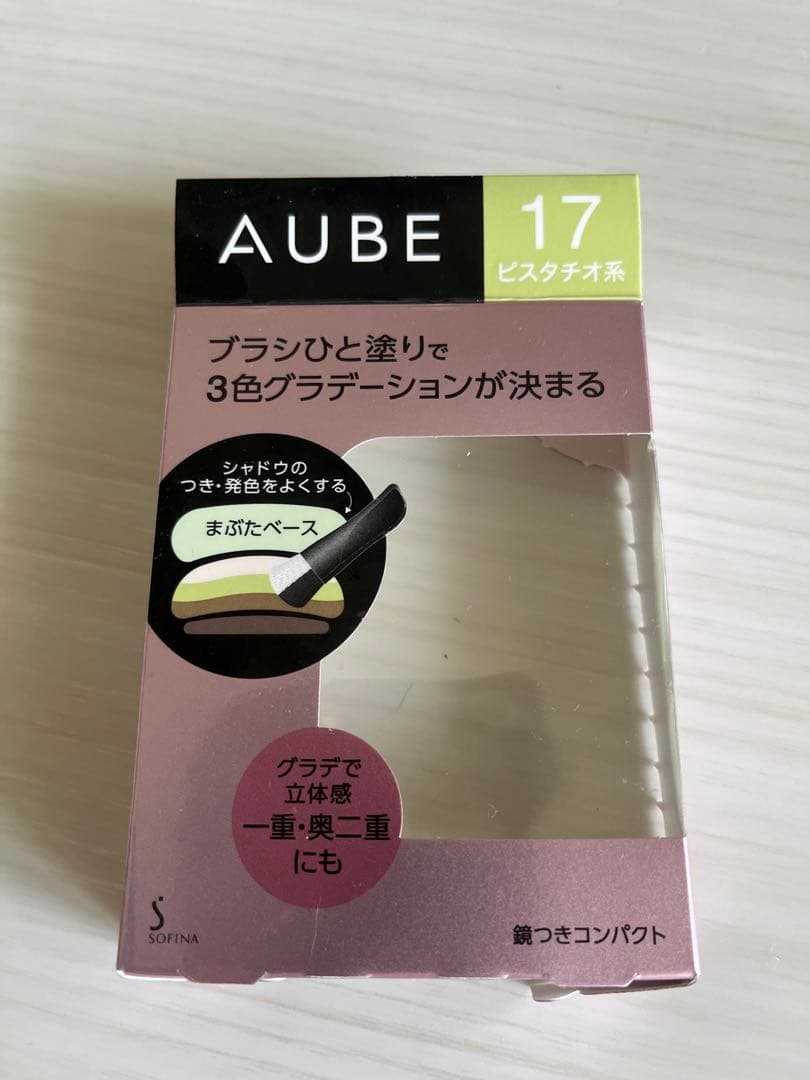 AUBE
17
ピスタチオ系
ブラシひと塗りで
3色グラデーションが決まる
シャドウの
つき・発色をよくする
まぶたベース
グラデで
立体感
一重・奥二重
にも
SOFINA
鏡つきコンパクト